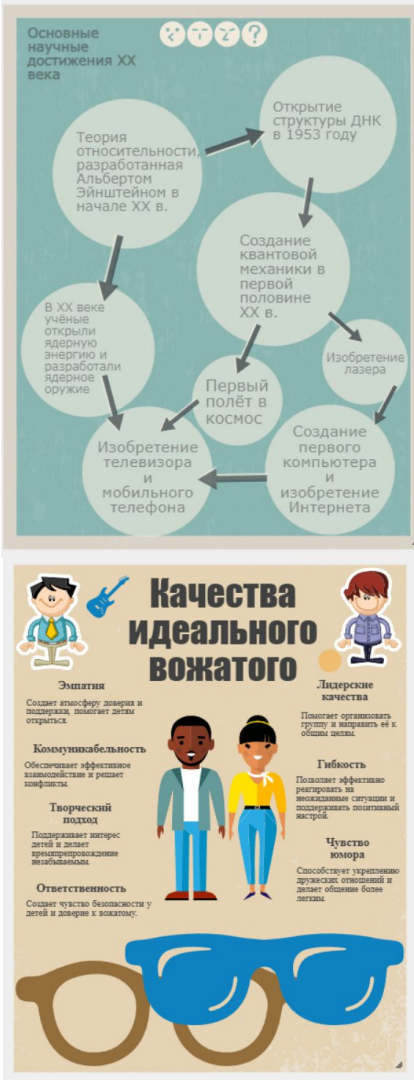 Основные
научные
достижения XX
века
?
Открытие
структуры ДНК
в 1953 году
Теория
относительности,
разработанная
Альбертом
Эйнштейном в
начале XX в.
Создание
квантовой
механики в
первой
половине
XX в.
В XX веке
учёные
открыли
ядерную
энергию и
разработали
ядерное
оружие
Изобретение
лазера
Первый
полёт в
космос
Изобретение
телевизора
и
мобильного
телефона
Создание
первого
компьютера
и
изобретение
Интернета
Качества
идеального
вожатого
Эмпатия
Создает атмосферу доверия и
поддержки, помогает детям
открыться.
Коммуникабельность
Обеспечивает эффективное
взаимодействие и решает
конфликты.
Творческий
подход
Поддерживает интерес
детей и делает
времяпрепровождение
незабываемым.
Ответственность
Создает чувство безопасности у
детей и доверие к вожатому.
Лидерские
качества
Помогает организовать
группу и направить её к
общим целям.
Гибкость
Позволяет эффективно
реагировать на
неожиданные ситуации и
поддерживать позитивный
настрой.
Чувство
юмора
Способствует укреплению
дружеских отношений и
делает общение более
легким.